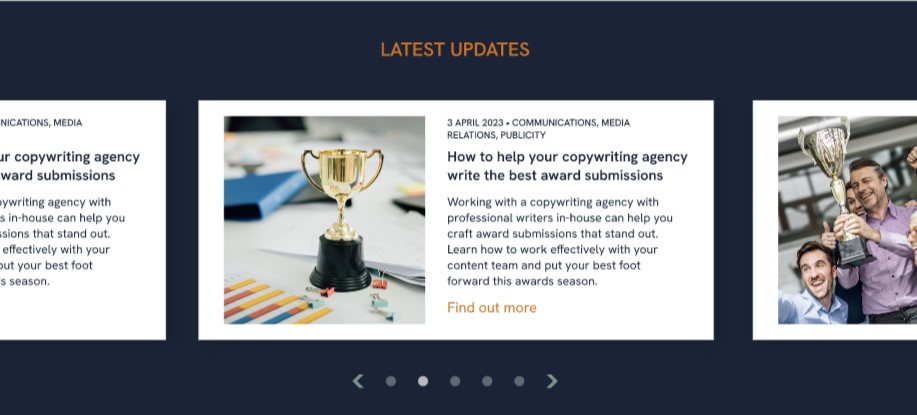 LATEST UPDATES
NICATIONS, MEDIA
ur copywriting agency
ward submissions
pywriting agency with
s in-house can help you
sions that stand out.
effectively with your
put your best foot
s season.
3 APRIL 2023 • COMMUNICATIONS, MEDIA
RELATIONS, PUBLICITY
How to help your copywriting agency
write the best award submissions
Working with a copywriting agency with
professional writers in-house can help you
craft award submissions that stand out.
Learn how to work effectively with your
content team and put your best foot
forward this awards season.
Find out more